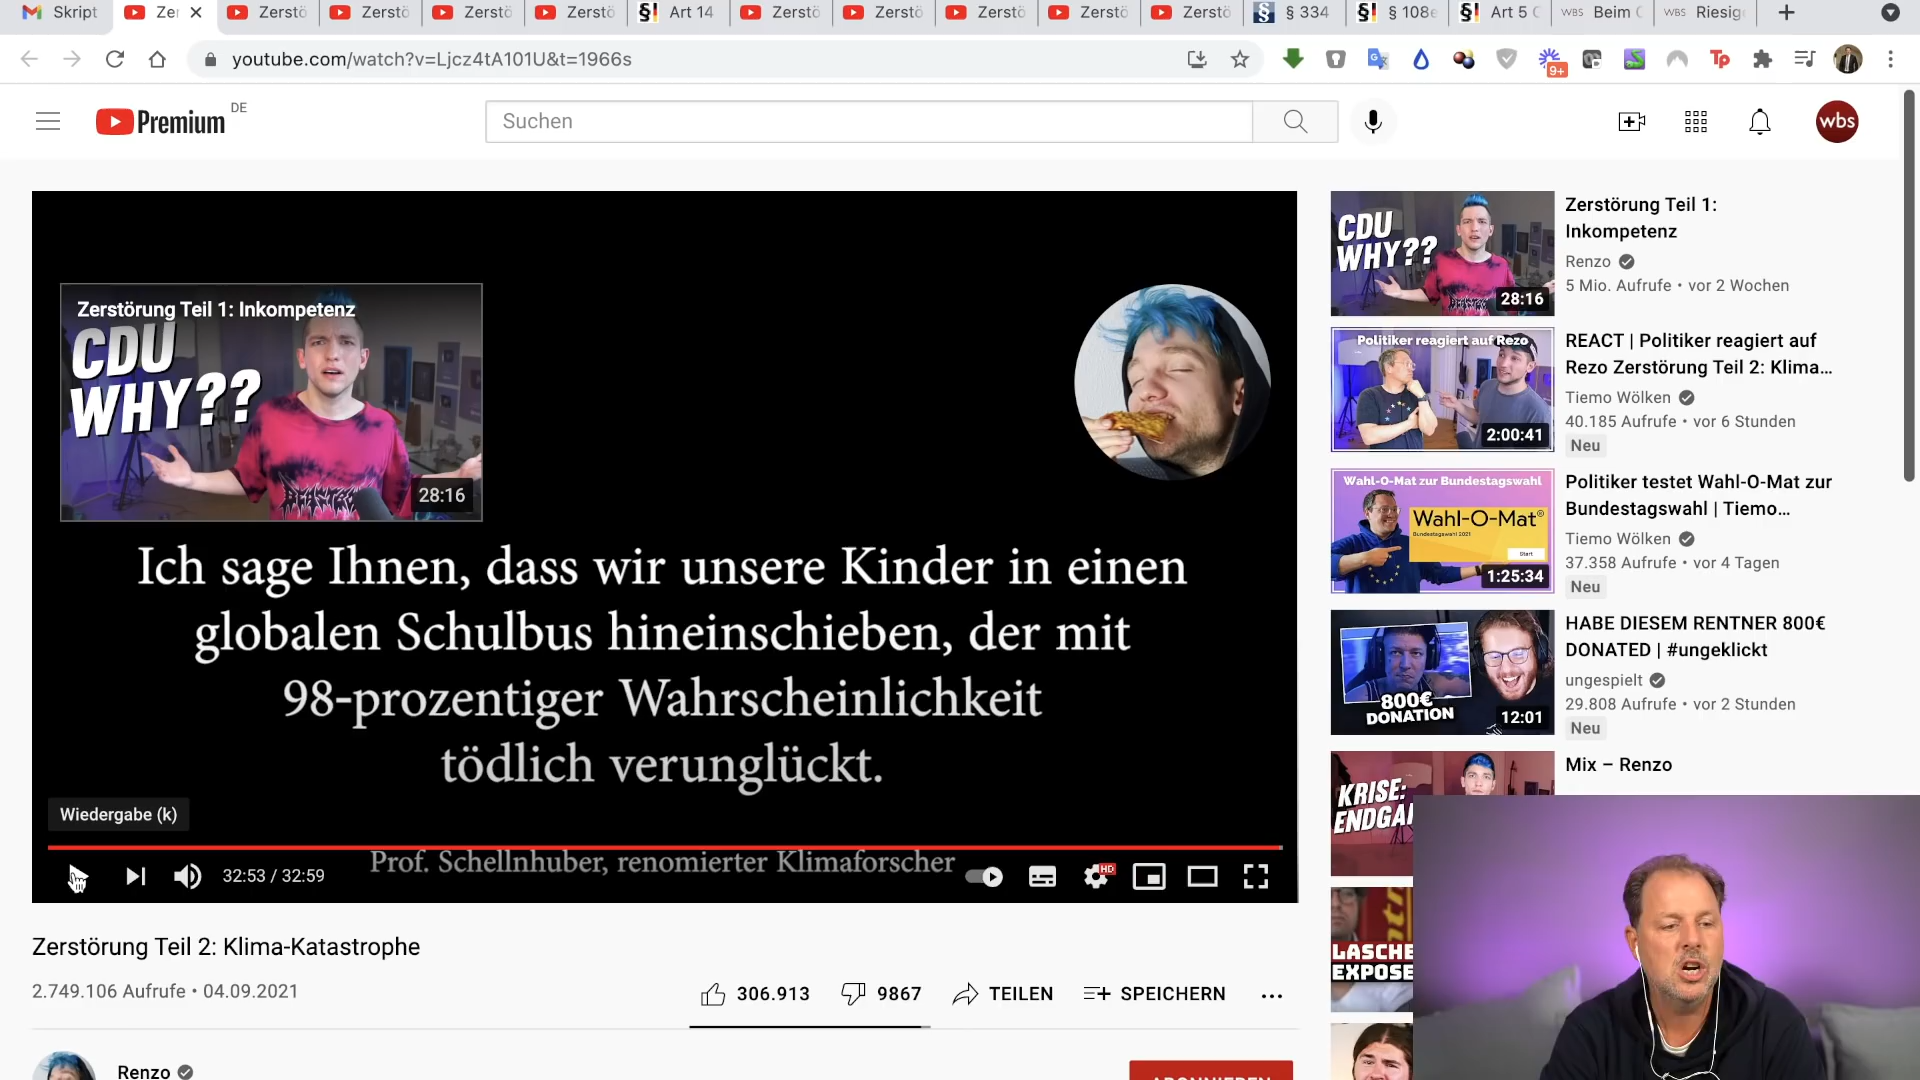 Skript
Zer
Zerstö
Zerstö
Zerstö
Zerstö
Art 14
Zerstö
Zerstö
Zerstö
Zerstö
Zerstö
§ 334
§ 108e
Art 5 G
WBS Beim
WBS Riesig
youtube.com/watch?v=Ljcz4tA101U&t=1966s
9+
Tp
Premium DE
Suchen
wbs
Zerstörung Teil 1: Inkompetenz
CDU
WHY??
28:16
Ich sage Ihnen, dass wir unsere Kinder in einen
globalen Schulbus hineinschieben, der mit
98-prozentiger Wahrscheinlichkeit
tödlich verunglückt.
Wiedergabe (k)
Prof. Schellnhuber, renomierter Klimaforscher
32:53 / 32:59
HD
Zerstörung Teil 2: Klima-Katastrophe
2.749.106 Aufrufe • 04.09.2021
306.913
9867
TEILEN
SPEICHERN
Renzo
ABONNIEREN
CDU
WHY??
28:16
Zerstörung Teil 1:
Inkompetenz
Renzo
5 Mio. Aufrufe • vor 2 Wochen
Politiker reagiert auf Rezo
2:00:41
REACT | Politiker reagiert auf
Rezo Zerstörung Teil 2: Klima...
Tiemo Wölken
40.185 Aufrufe • vor 6 Stunden
Neu
Wahl-O-Mat zur Bundestagswahl
Wahl-O-Mat®
Bundestagswahl 2021
Start
1:25:34
Politiker testet Wahl-O-Mat zur
Bundestagswahl | Tiemo...
Tiemo Wölken
37.358 Aufrufe • vor 4 Tagen
Neu
800€
DONATION
12:01
HABE DIESEM RENTNER 800€
DONATED | #ungeklickt
ungespielt
29.808 Aufrufe • vor 2 Stunden
Neu
KRISE:
ENDGA
Mix – Renzo
LASCHE
EXPOSE